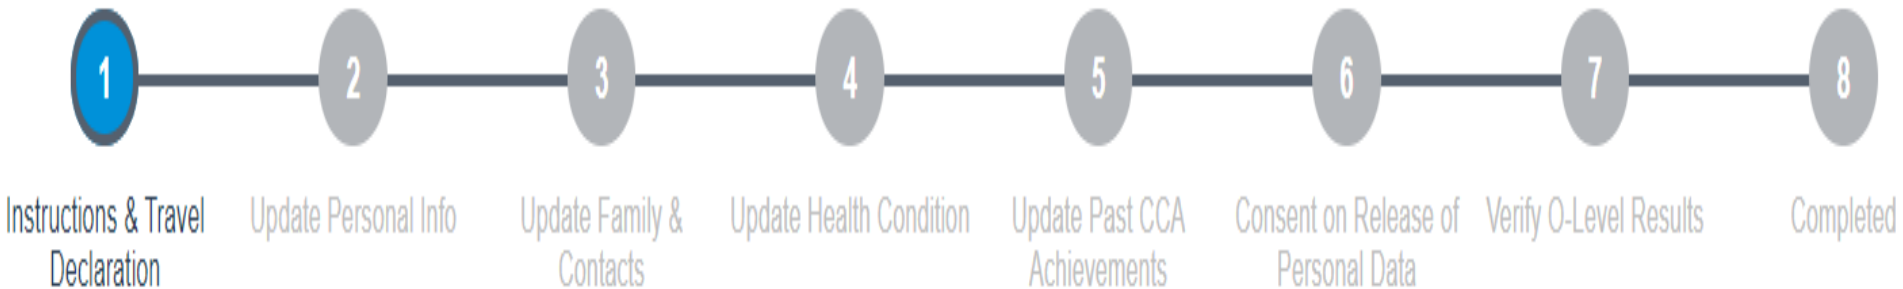 1
2
3
4
5
6
7
8
Instructions & Travel
Declaration
Update Personal Info
Update Family &
Contacts
Update Health Condition
Update Past CCA
Achievements
Consent on Release of
Personal Data
Verify O-Level Results
Completed